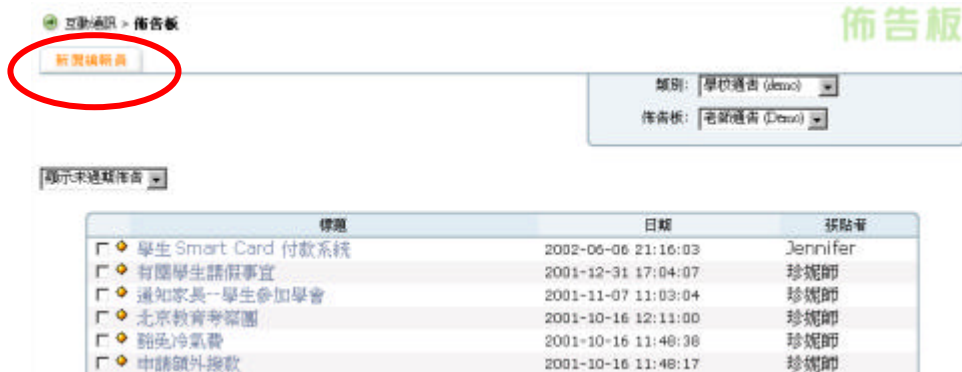 互動通訊 > 佈告板
佈告板
新增編輯員
類別: 學校通告 (demo)
佈告板: 老師通告 (Demo)
顯示未過期佈告
標題 日期 張貼者
學生 Smart Card 付款系統 2002-06-06 21:16:03 Jennifer
有關學生請假事宜 2001-12-31 17:04:07 珍妮師
通知家長--學生參加學會 2001-11-07 11:03:04 珍妮師
北京教育考察團 2001-10-16 12:11:00 珍妮師
豁免冷氣費 2001-10-16 11:48:38 珍妮師
申請額外撥款 2001-10-16 11:48:17 珍妮師